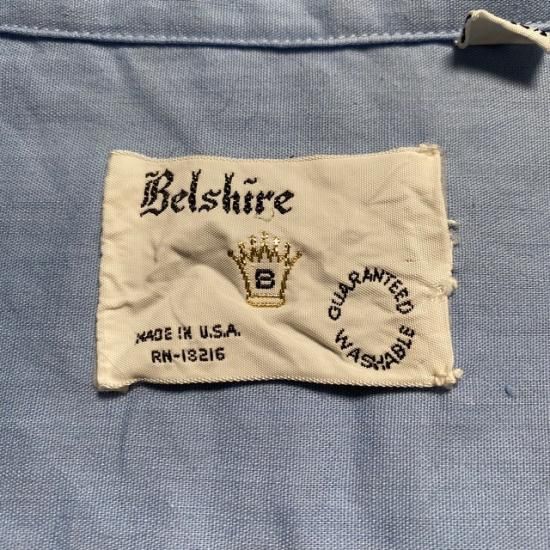 Belshire
B
MADE IN U.S.A.
RN-13216
GUARANTEED
WASHABLE